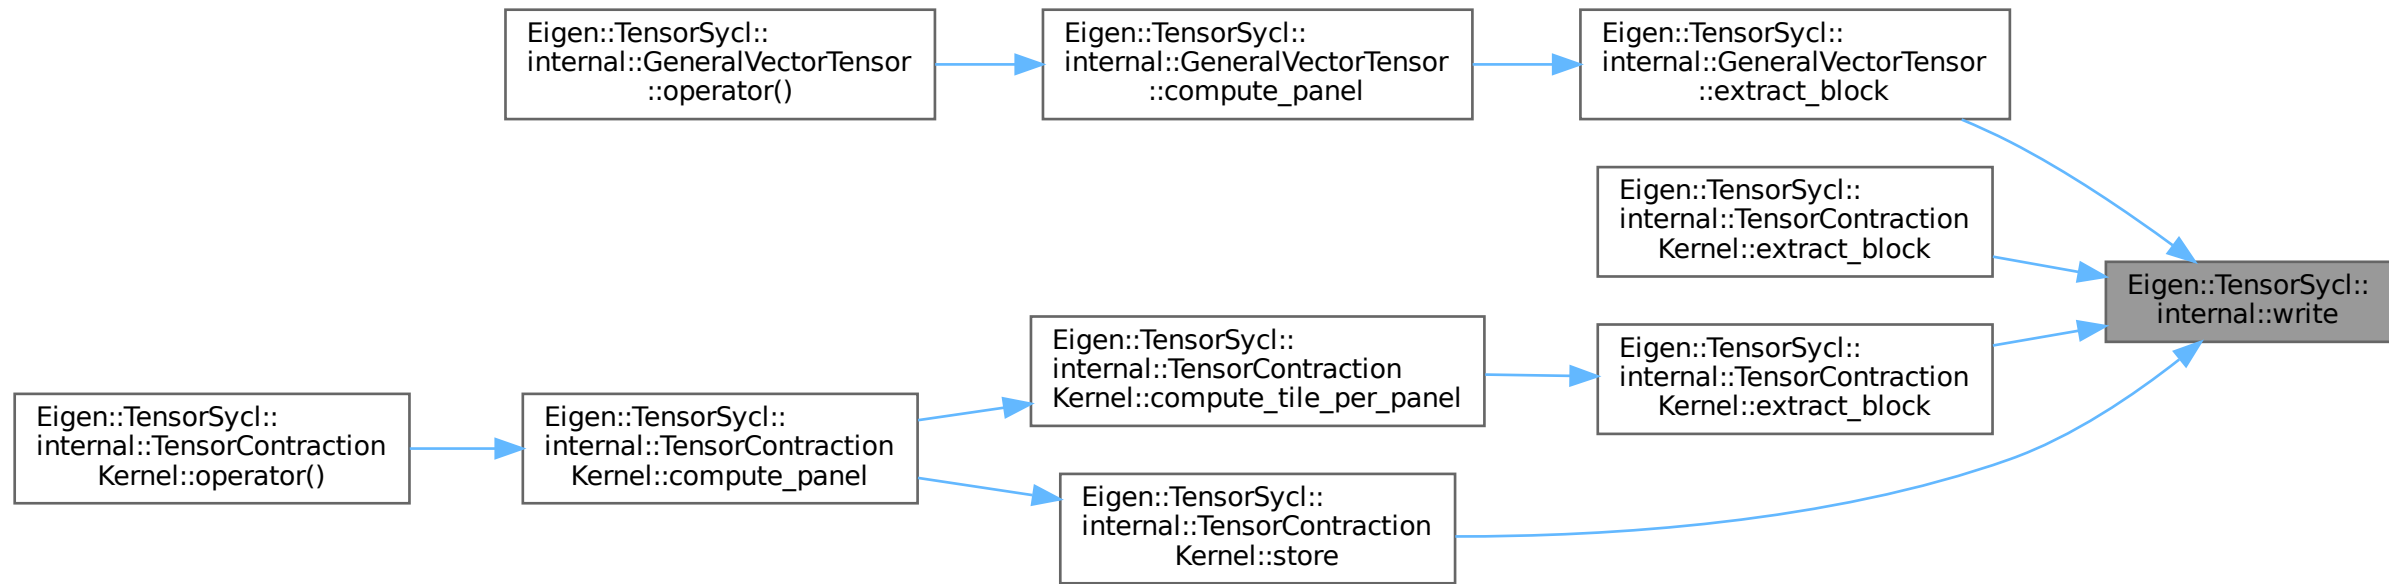 Eigen::TensorSycl::
internal::GeneralVectorTensor
::operator()
Eigen::TensorSycl::
internal::GeneralVectorTensor
::compute_panel
Eigen::TensorSycl::
internal::GeneralVectorTensor
::extract_block
Eigen::TensorSycl::
internal::TensorContraction
Kernel::extract_block
Eigen::TensorSycl::
internal::write
Eigen::TensorSycl::
internal::TensorContraction
Kernel::compute_tile_per_panel
Eigen::TensorSycl::
internal::TensorContraction
Kernel::extract_block
Eigen::TensorSycl::
internal::TensorContraction
Kernel::operator()
Eigen::TensorSycl::
internal::TensorContraction
Kernel::compute_panel
Eigen::TensorSycl::
internal::TensorContraction
Kernel::store